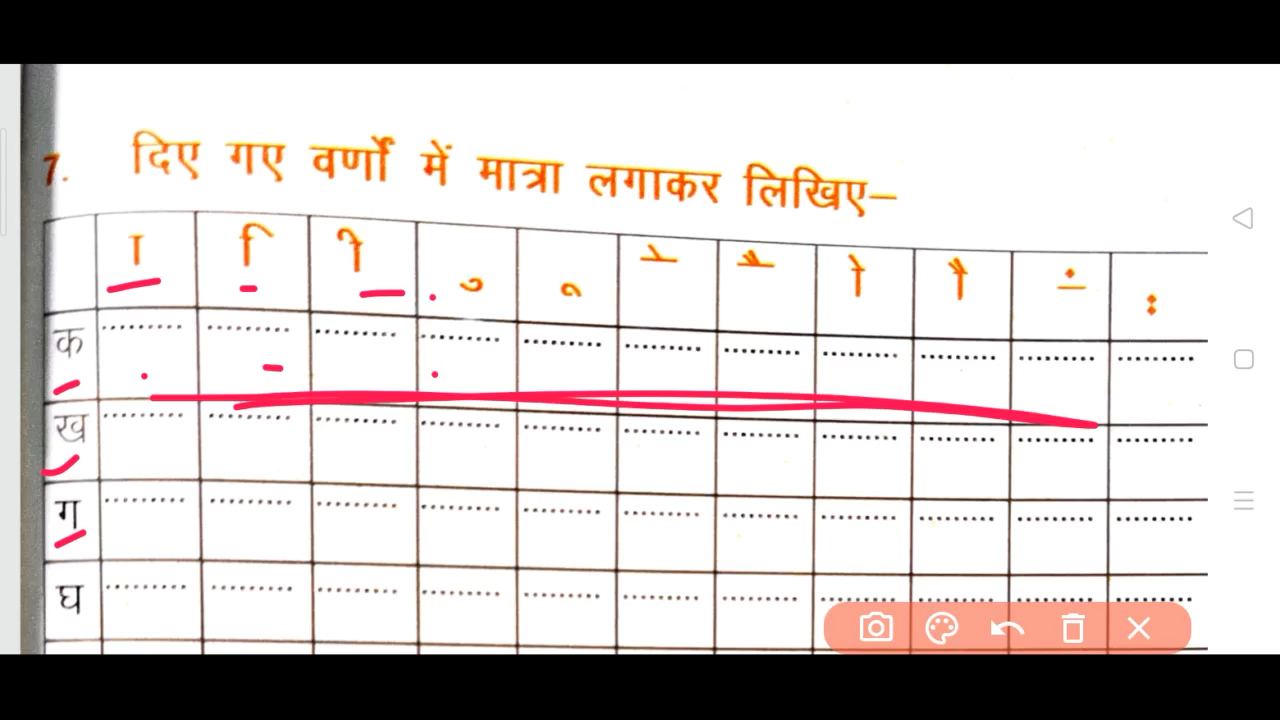 7. दिए गए वर्णों में मात्रा लगाकर लिखिए–
ा ि ी ु ू े ै ो ौ ं ः
क
ख
ग
घ